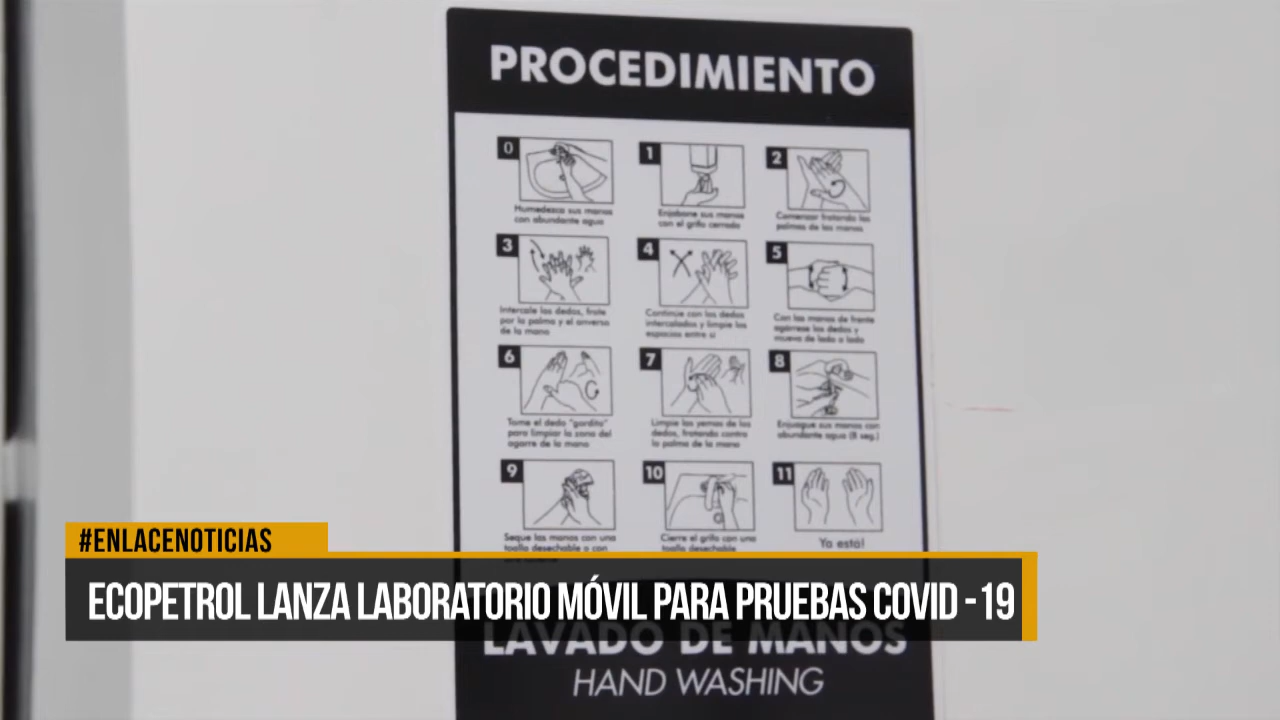 PROCEDIMIENTO
0
1
2
Humedezca sus manos
con abundante agua
Enjabone sus manos
con el grifo cerrado
Comenzar frotando las
palmas de las manos
3
4
5
Intercale los dedos, frote
por la palma y el anverso
de la mano
Continúe con los dedos
intercalados y limpie los
espacios entre si
Con las manos de frente
agárrese los dedos y
mueva de lado a lado
6
7
8
Tome el dedo "gordito"
para limpiar la zona del
agarre de la mano
Limpie las yemas de los
dedos, frotando contra
la palma de la mano
Enjuague sus manos con
abundante agua (8 seg.)
9
10
11
Seque las manos con una
toalla desechable o con
Cierre el grifo con una
toalla desechable
Ya está!
#ENLACENOTICIAS
ECOPETROL LANZA LABORATORIO MÓVIL PARA PRUEBAS COVID -19
LAVADO DE MANOS
HAND WASHING